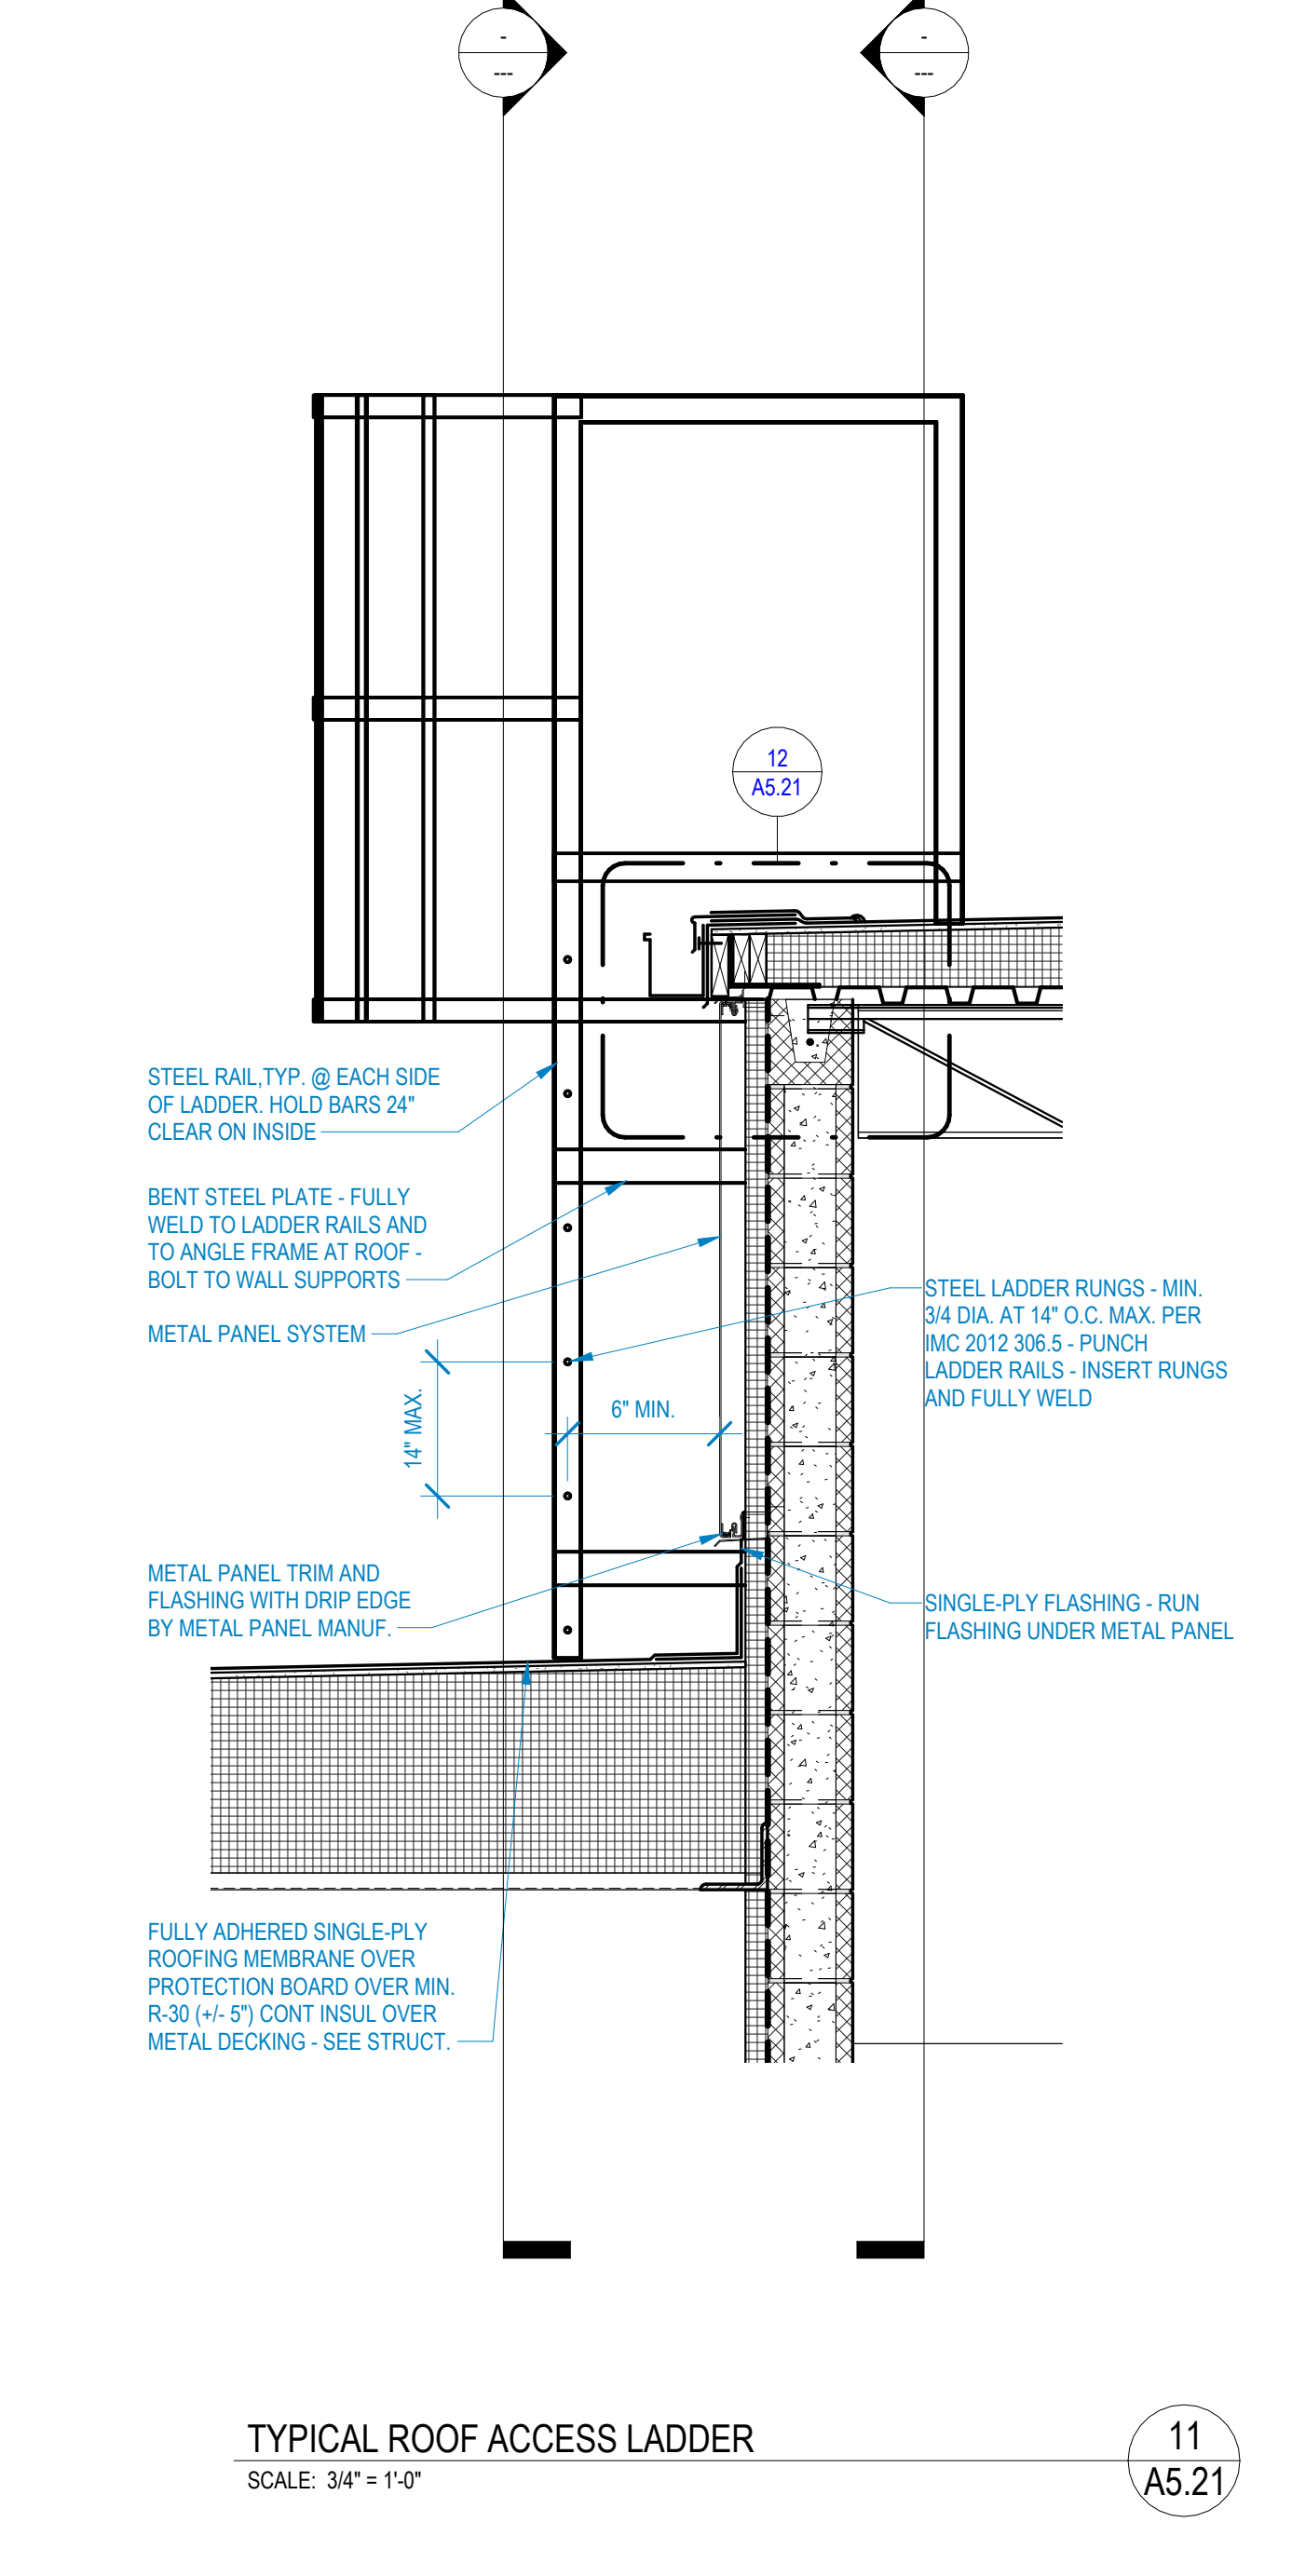 -
---
-
---
12
A5.21
STEEL RAIL,TYP. @ EACH SIDE
OF LADDER. HOLD BARS 24"
CLEAR ON INSIDE
BENT STEEL PLATE - FULLY
WELD TO LADDER RAILS AND
TO ANGLE FRAME AT ROOF -
BOLT TO WALL SUPPORTS
METAL PANEL SYSTEM
STEEL LADDER RUNGS - MIN.
3/4 DIA. AT 14" O.C. MAX. PER
IMC 2012 306.5 - PUNCH
LADDER RAILS - INSERT RUNGS
AND FULLY WELD
14" MAX.
6" MIN.
METAL PANEL TRIM AND
FLASHING WITH DRIP EDGE
BY METAL PANEL MANUF.
SINGLE-PLY FLASHING - RUN
FLASHING UNDER METAL PANEL
FULLY ADHERED SINGLE-PLY
ROOFING MEMBRANE OVER
PROTECTION BOARD OVER MIN.
R-30 (+/- 5") CONT INSUL OVER
METAL DECKING - SEE STRUCT.
TYPICAL ROOF ACCESS LADDER
SCALE: 3/4" = 1'-0"
11
A5.21